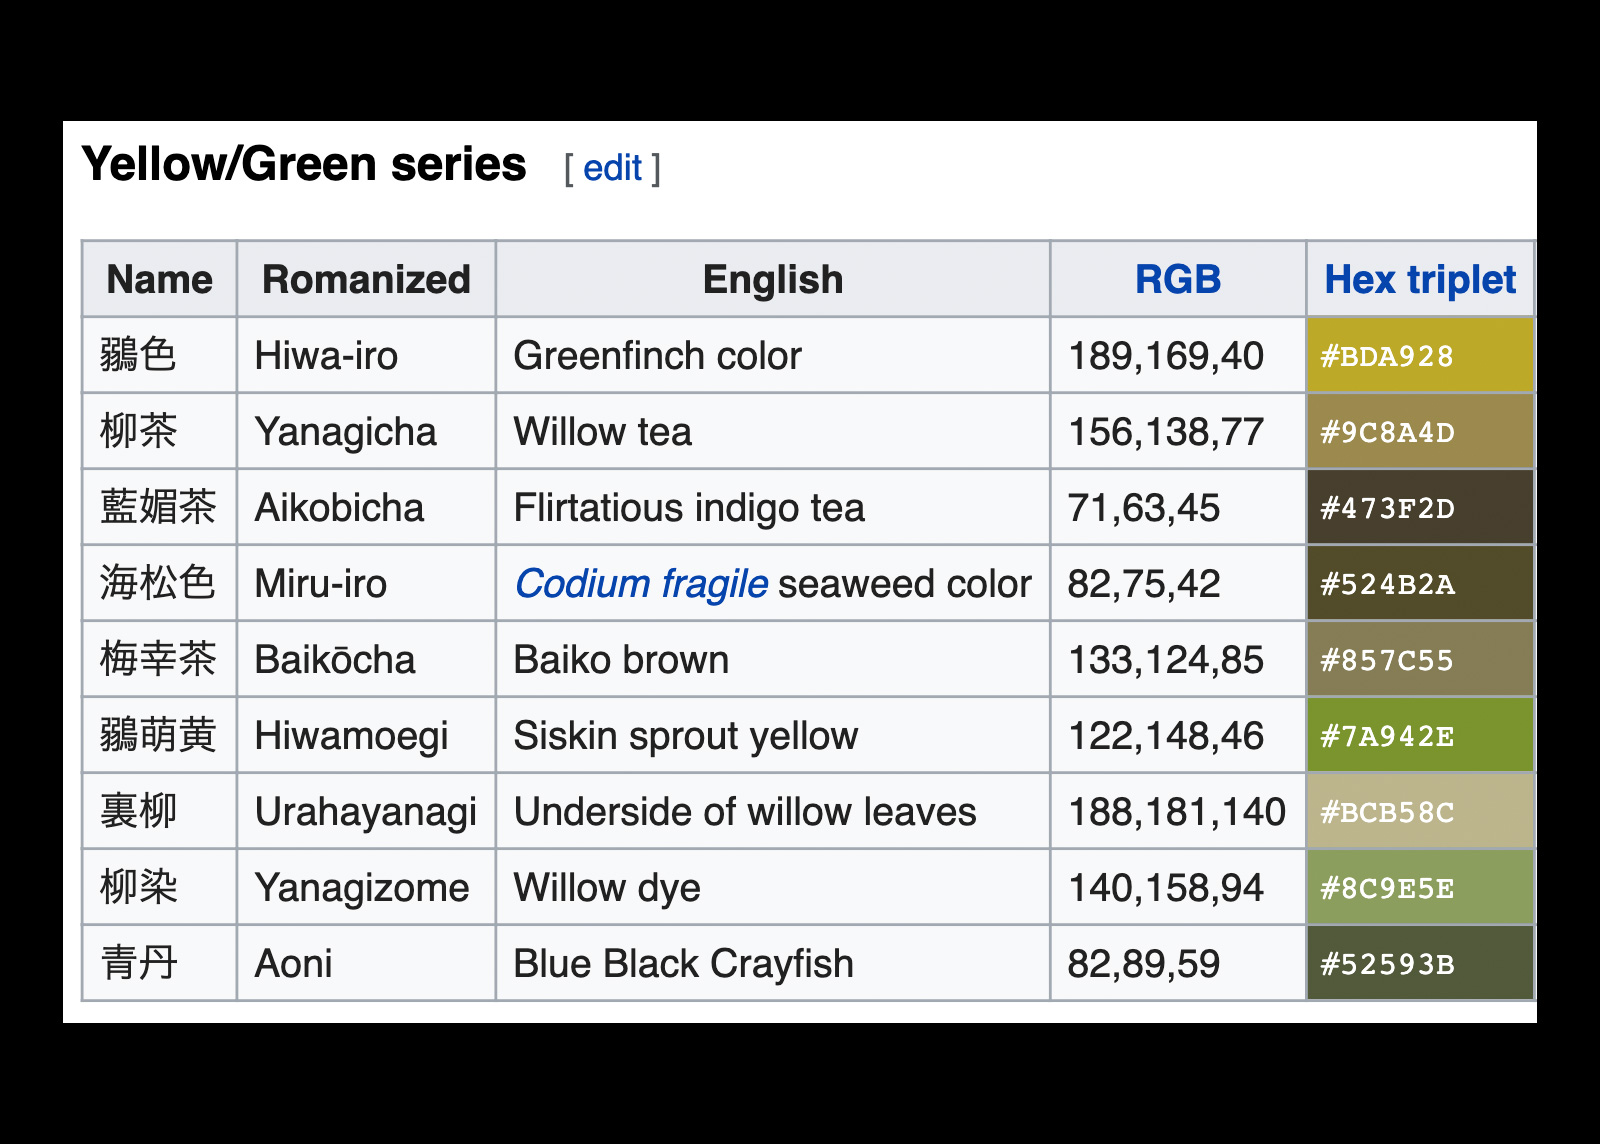 Yellow/Green series [ edit ]
Name Romanized English RGB Hex triplet
鶸色 Hiwa-iro Greenfinch color 189,169,40 #BDA928
柳茶 Yanagicha Willow tea 156,138,77 #9C8A4D
藍媚茶 Aikobicha Flirtatious indigo tea 71,63,45 #473F2D
海松色 Miru-iro Codium fragile seaweed color 82,75,42 #524B2A
梅幸茶 Baikōcha Baiko brown 133,124,85 #857C55
鶸萌黄 Hiwamoegi Siskin sprout yellow 122,148,46 #7A942E
裏柳 Urahayanagi Underside of willow leaves 188,181,140 #BCB58C
柳染 Yanagizome Willow dye 140,158,94 #8C9E5E
青丹 Aoni Blue Black Crayfish 82,89,59 #52593B